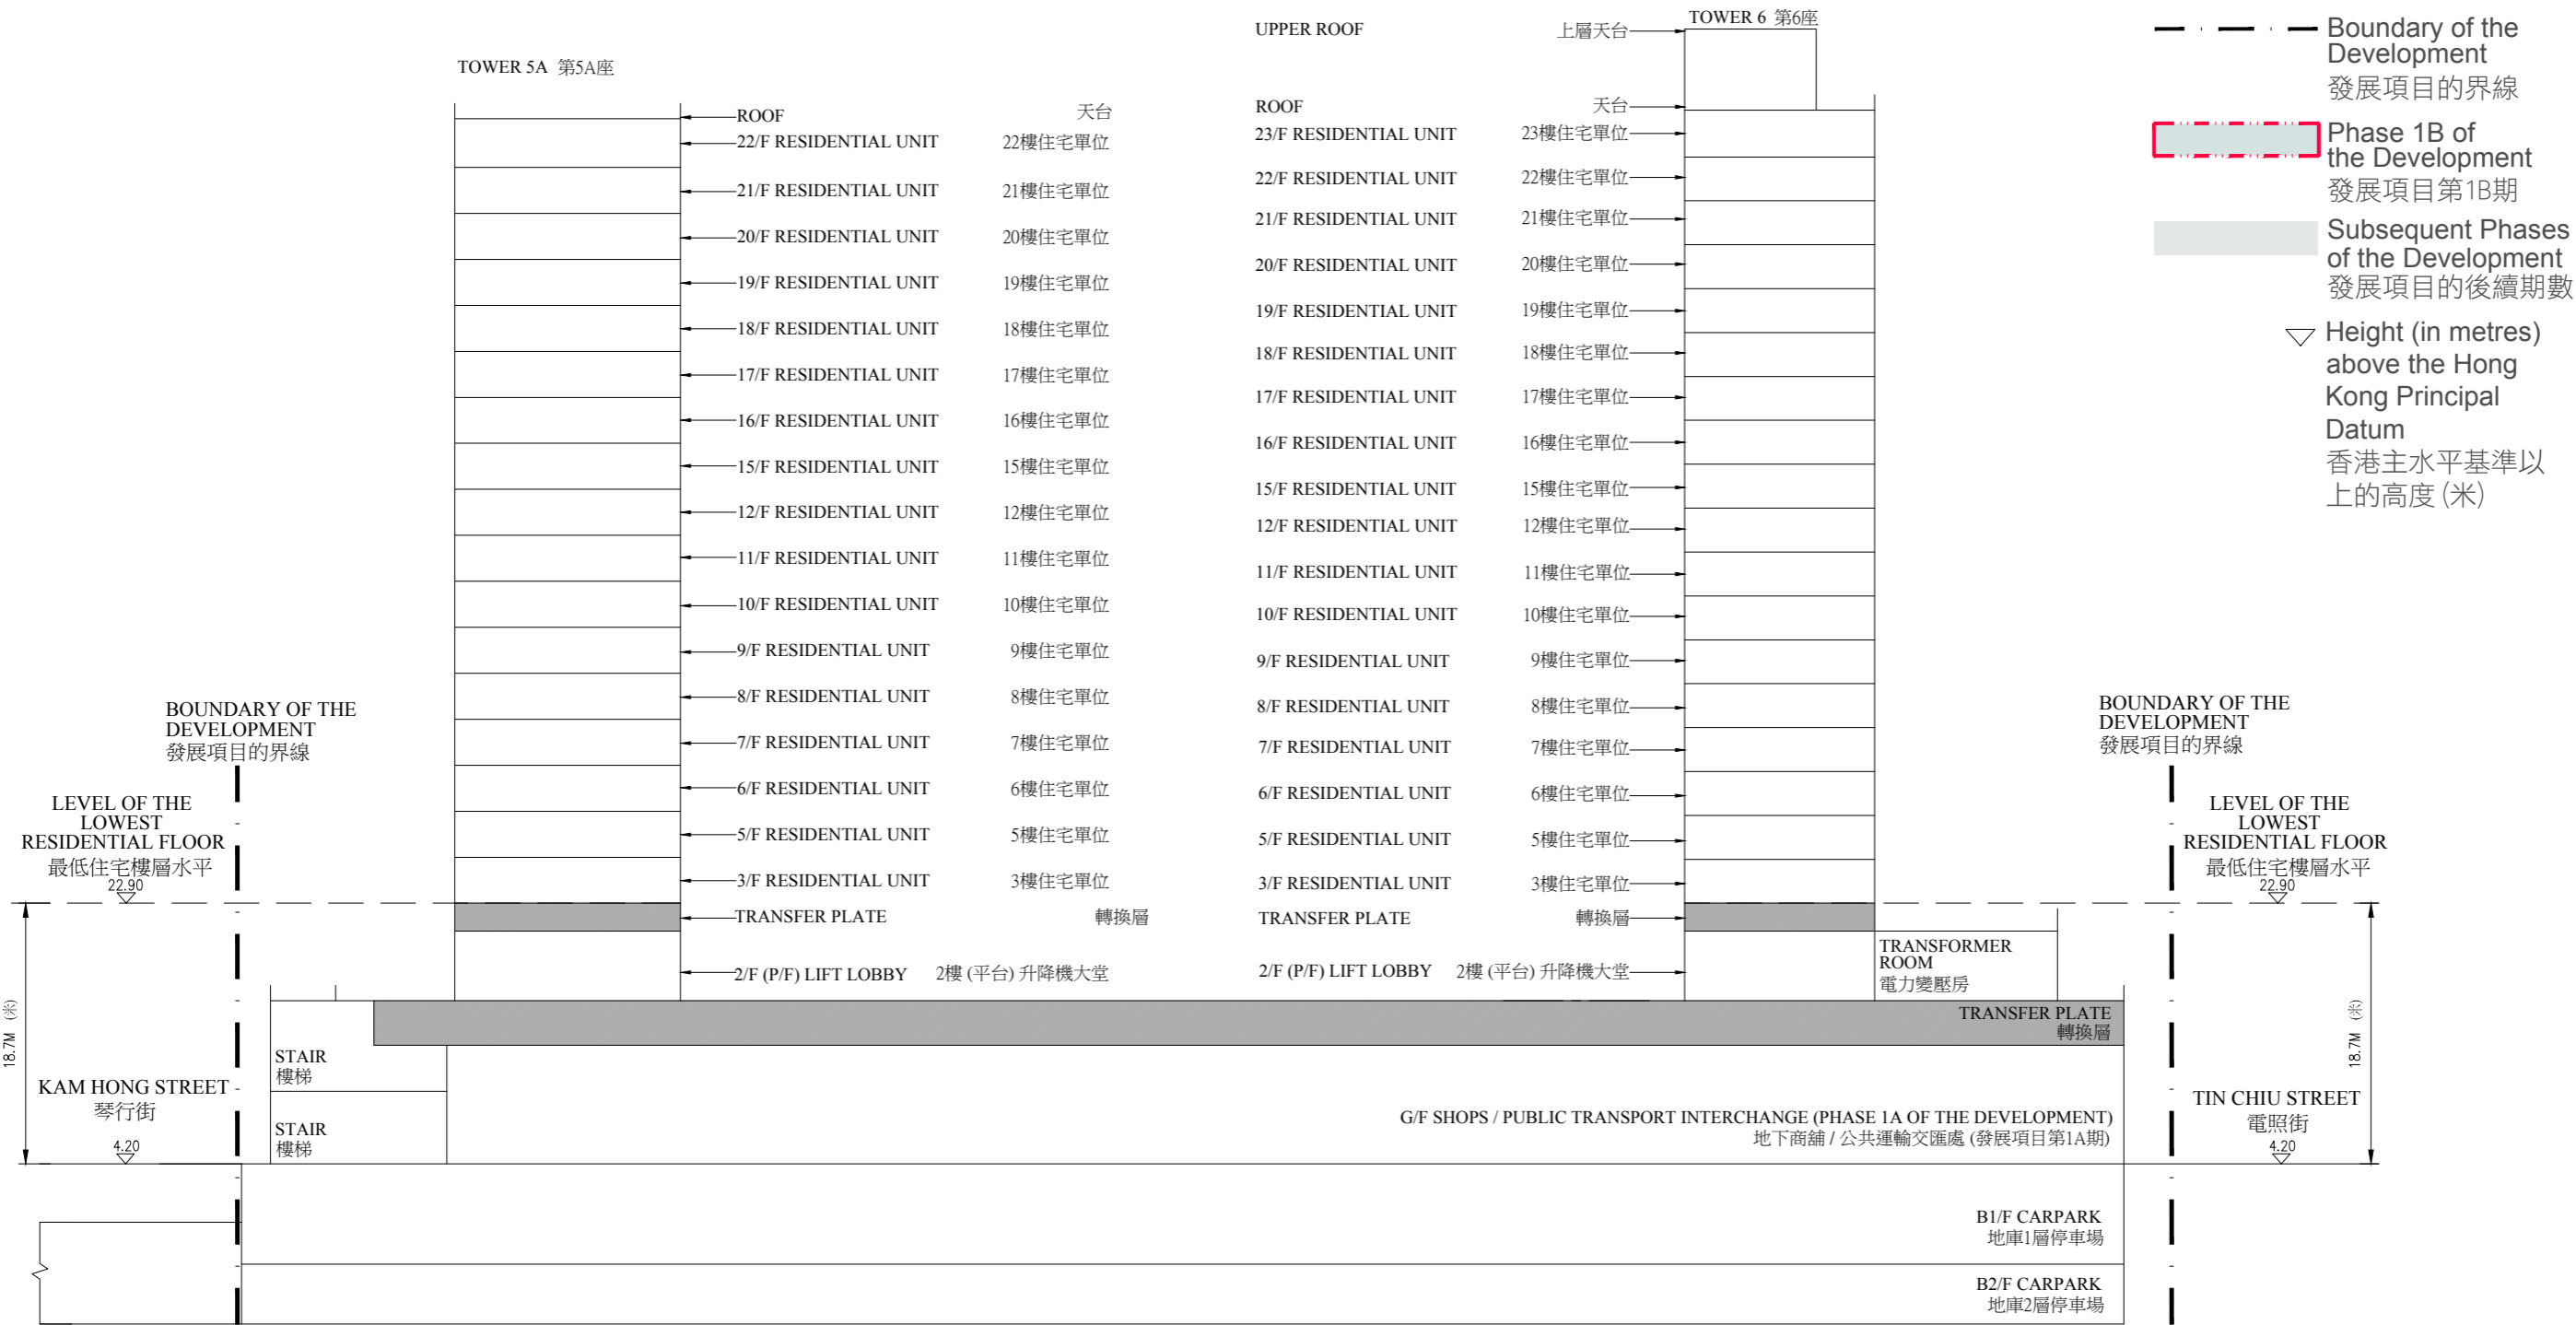 TOWER 5A 第5A座
ROOF 天台
22/F RESIDENTIAL UNIT 22樓住宅單位
21/F RESIDENTIAL UNIT 21樓住宅單位
20/F RESIDENTIAL UNIT 20樓住宅單位
19/F RESIDENTIAL UNIT 19樓住宅單位
18/F RESIDENTIAL UNIT 18樓住宅單位
17/F RESIDENTIAL UNIT 17樓住宅單位
16/F RESIDENTIAL UNIT 16樓住宅單位
15/F RESIDENTIAL UNIT 15樓住宅單位
12/F RESIDENTIAL UNIT 12樓住宅單位
11/F RESIDENTIAL UNIT 11樓住宅單位
10/F RESIDENTIAL UNIT 10樓住宅單位
9/F RESIDENTIAL UNIT 9樓住宅單位
8/F RESIDENTIAL UNIT 8樓住宅單位
7/F RESIDENTIAL UNIT 7樓住宅單位
6/F RESIDENTIAL UNIT 6樓住宅單位
5/F RESIDENTIAL UNIT 5樓住宅單位
3/F RESIDENTIAL UNIT 3樓住宅單位
TRANSFER PLATE 轉換層
2/F (P/F) LIFT LOBBY 2樓 (平台) 升降機大堂
TOWER 6 第6座
UPPER ROOF 上層天台
ROOF 天台
23/F RESIDENTIAL UNIT 23樓住宅單位
22/F RESIDENTIAL UNIT 22樓住宅單位
21/F RESIDENTIAL UNIT 21樓住宅單位
20/F RESIDENTIAL UNIT 20樓住宅單位
19/F RESIDENTIAL UNIT 19樓住宅單位
18/F RESIDENTIAL UNIT 18樓住宅單位
17/F RESIDENTIAL UNIT 17樓住宅單位
16/F RESIDENTIAL UNIT 16樓住宅單位
15/F RESIDENTIAL UNIT 15樓住宅單位
12/F RESIDENTIAL UNIT 12樓住宅單位
11/F RESIDENTIAL UNIT 11樓住宅單位
10/F RESIDENTIAL UNIT 10樓住宅單位
9/F RESIDENTIAL UNIT 9樓住宅單位
8/F RESIDENTIAL UNIT 8樓住宅單位
7/F RESIDENTIAL UNIT 7樓住宅單位
6/F RESIDENTIAL UNIT 6樓住宅單位
5/F RESIDENTIAL UNIT 5樓住宅單位
3/F RESIDENTIAL UNIT 3樓住宅單位
TRANSFER PLATE 轉換層
2/F (P/F) LIFT LOBBY 2樓 (平台) 升降機大堂
Boundary of the
Development
發展項目的界線
Phase 1B of
the Development
發展項目第1B期
Subsequent Phases
of the Development
發展項目的後續期數
Height (in metres)
above the Hong
Kong Principal
Datum
香港主水平基準以
上的高度 (米)
BOUNDARY OF THE
DEVELOPMENT
發展項目的界線
LEVEL OF THE
LOWEST
RESIDENTIAL FLOOR
最低住宅樓層水平
22.90
18.7M (米)
KAM HONG STREET
琴行街
4.20
STAIR
樓梯
STAIR
樓梯
BOUNDARY OF THE
DEVELOPMENT
發展項目的界線
LEVEL OF THE
LOWEST
RESIDENTIAL FLOOR
最低住宅樓層水平
22.90
18.7M (米)
TRANSFORMER
ROOM
電力變壓房
TRANSFER PLATE
轉換層
G/F SHOPS / PUBLIC TRANSPORT INTERCHANGE (PHASE 1A OF THE DEVELOPMENT)
地下商舖 / 公共運輸交匯處 (發展項目第1A期)
TIN CHIU STREET
電照街
4.20
B1/F CARPARK
地庫1層停車場
B2/F CARPARK
地庫2層停車場